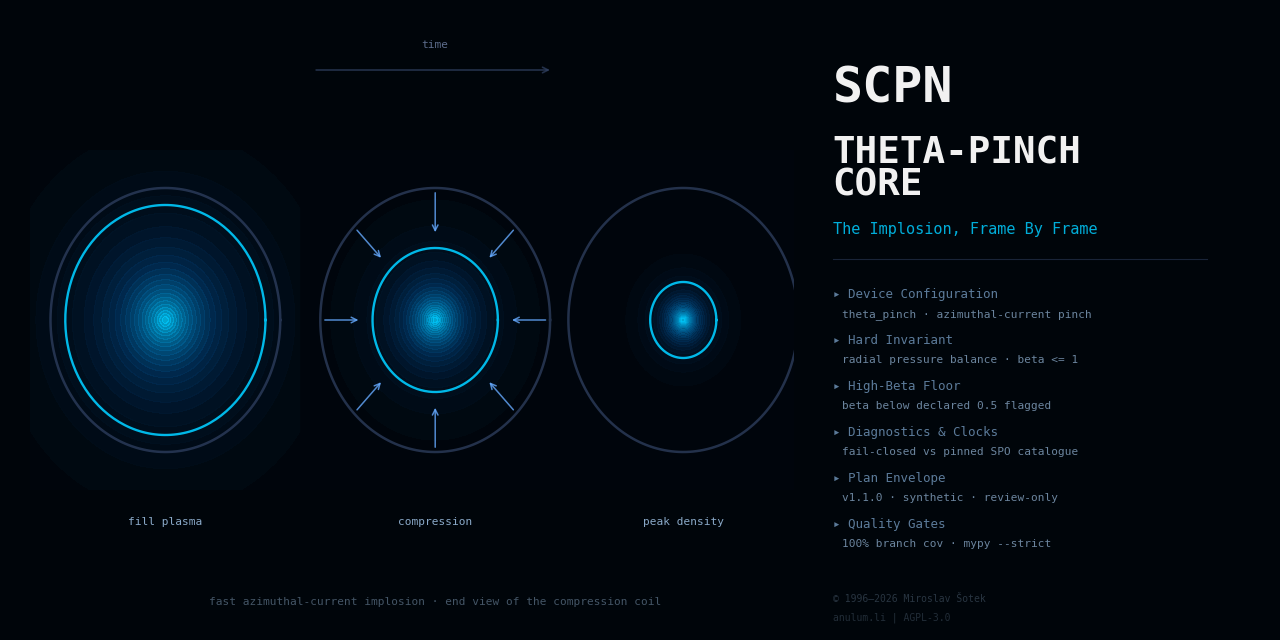 time
fill plasma
compression
peak density
fast azimuthal-current implosion · end view of the compression coil
SCPN
THETA-PINCH
CORE
The Implosion, Frame By Frame
▸ Device Configuration
theta_pinch · azimuthal-current pinch
▸ Hard Invariant
radial pressure balance · beta <= 1
▸ High-Beta Floor
beta below declared 0.5 flagged
▸ Diagnostics & Clocks
fail-closed vs pinned SPO catalogue
▸ Plan Envelope
v1.1.0 · synthetic · review-only
▸ Quality Gates
100% branch cov · mypy --strict
© 1996–2026 Miroslav Šotek
anulum.li | AGPL-3.0